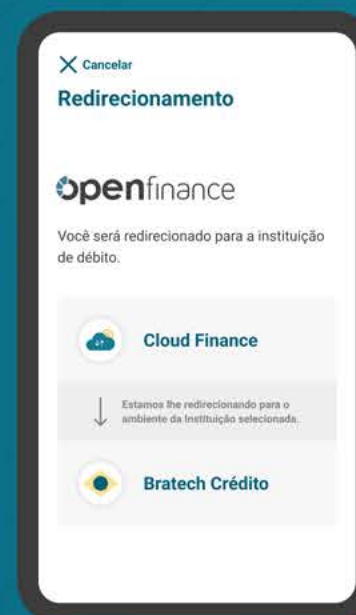 Cancelar
Redirecionamento
openfinance
Você será redirecionado para a instituição
de débito.
Cloud Finance
Estamos lhe redirecionando para o
ambiente da Instituição selecionada.
Bratech Crédito